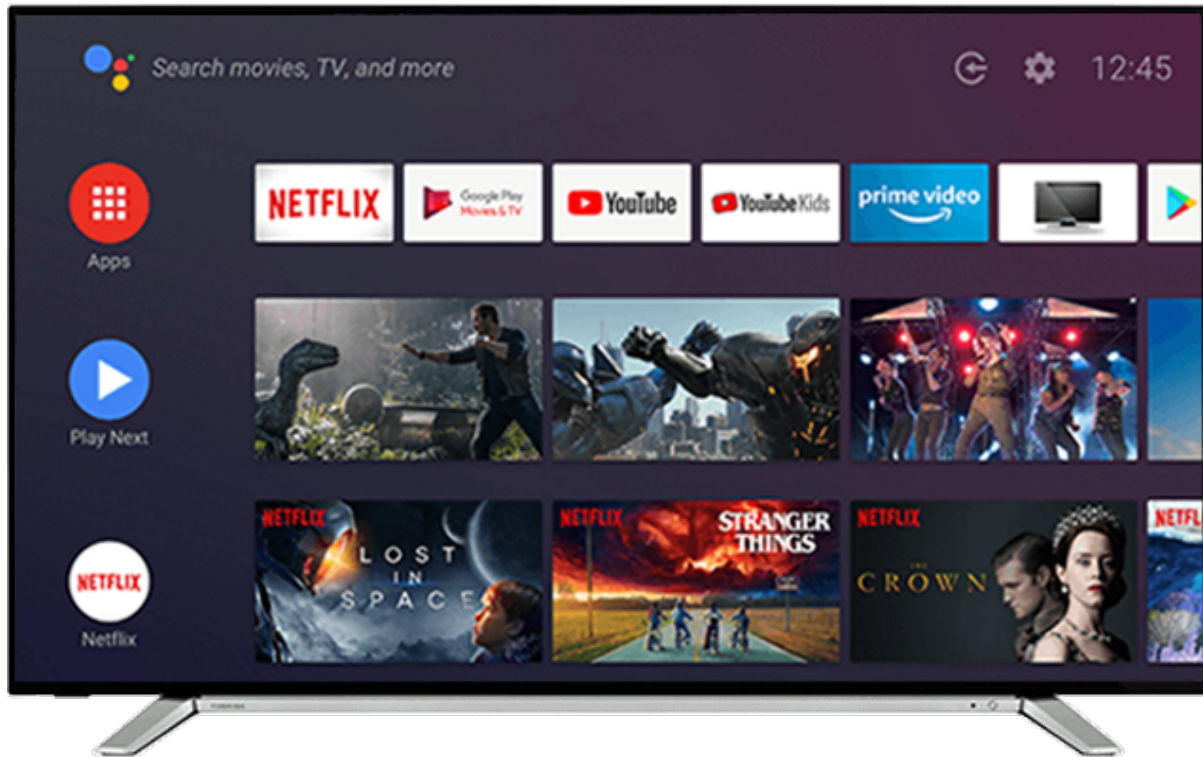 Search movies, TV, and more
12:45
NETFLIX
Google Play
Movies & TV
YouTube
YouTube Kids
prime video
Apps
Play Next
NETFLIX
LOST
IN
SPACE
NETFLIX
STRANGER
THINGS
NETFLIX
THE
CROWN
NETFL
NETFLIX
Netflix
TOSHIBA